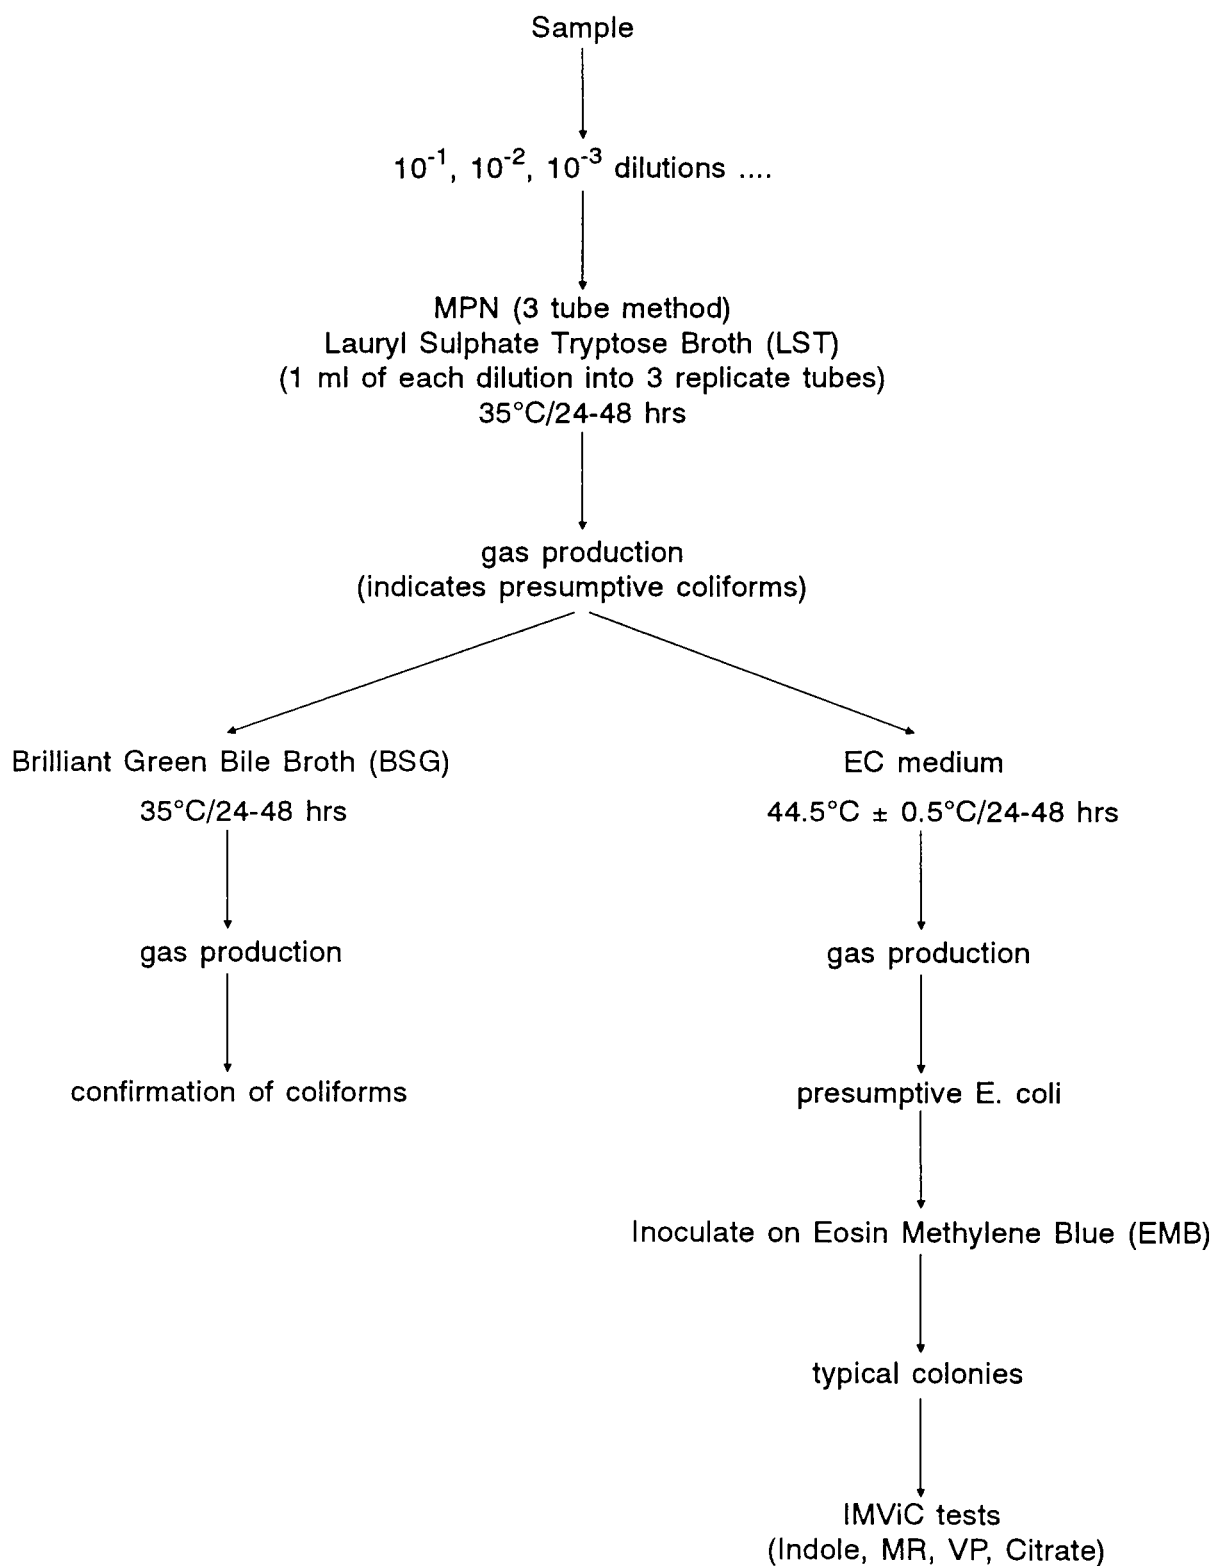 Sample
10⁻¹, 10⁻², 10⁻³ dilutions ....
MPN (3 tube method)
Lauryl Sulphate Tryptose Broth (LST)
(1 ml of each dilution into 3 replicate tubes)
35°C/24-48 hrs
gas production
(indicates presumptive coliforms)
Brilliant Green Bile Broth (BSG)
35°C/24-48 hrs
gas production
confirmation of coliforms
EC medium
44.5°C ± 0.5°C/24-48 hrs
gas production
presumptive E. coli
Inoculate on Eosin Methylene Blue (EMB)
typical colonies
IMViC tests
(Indole, MR, VP, Citrate)